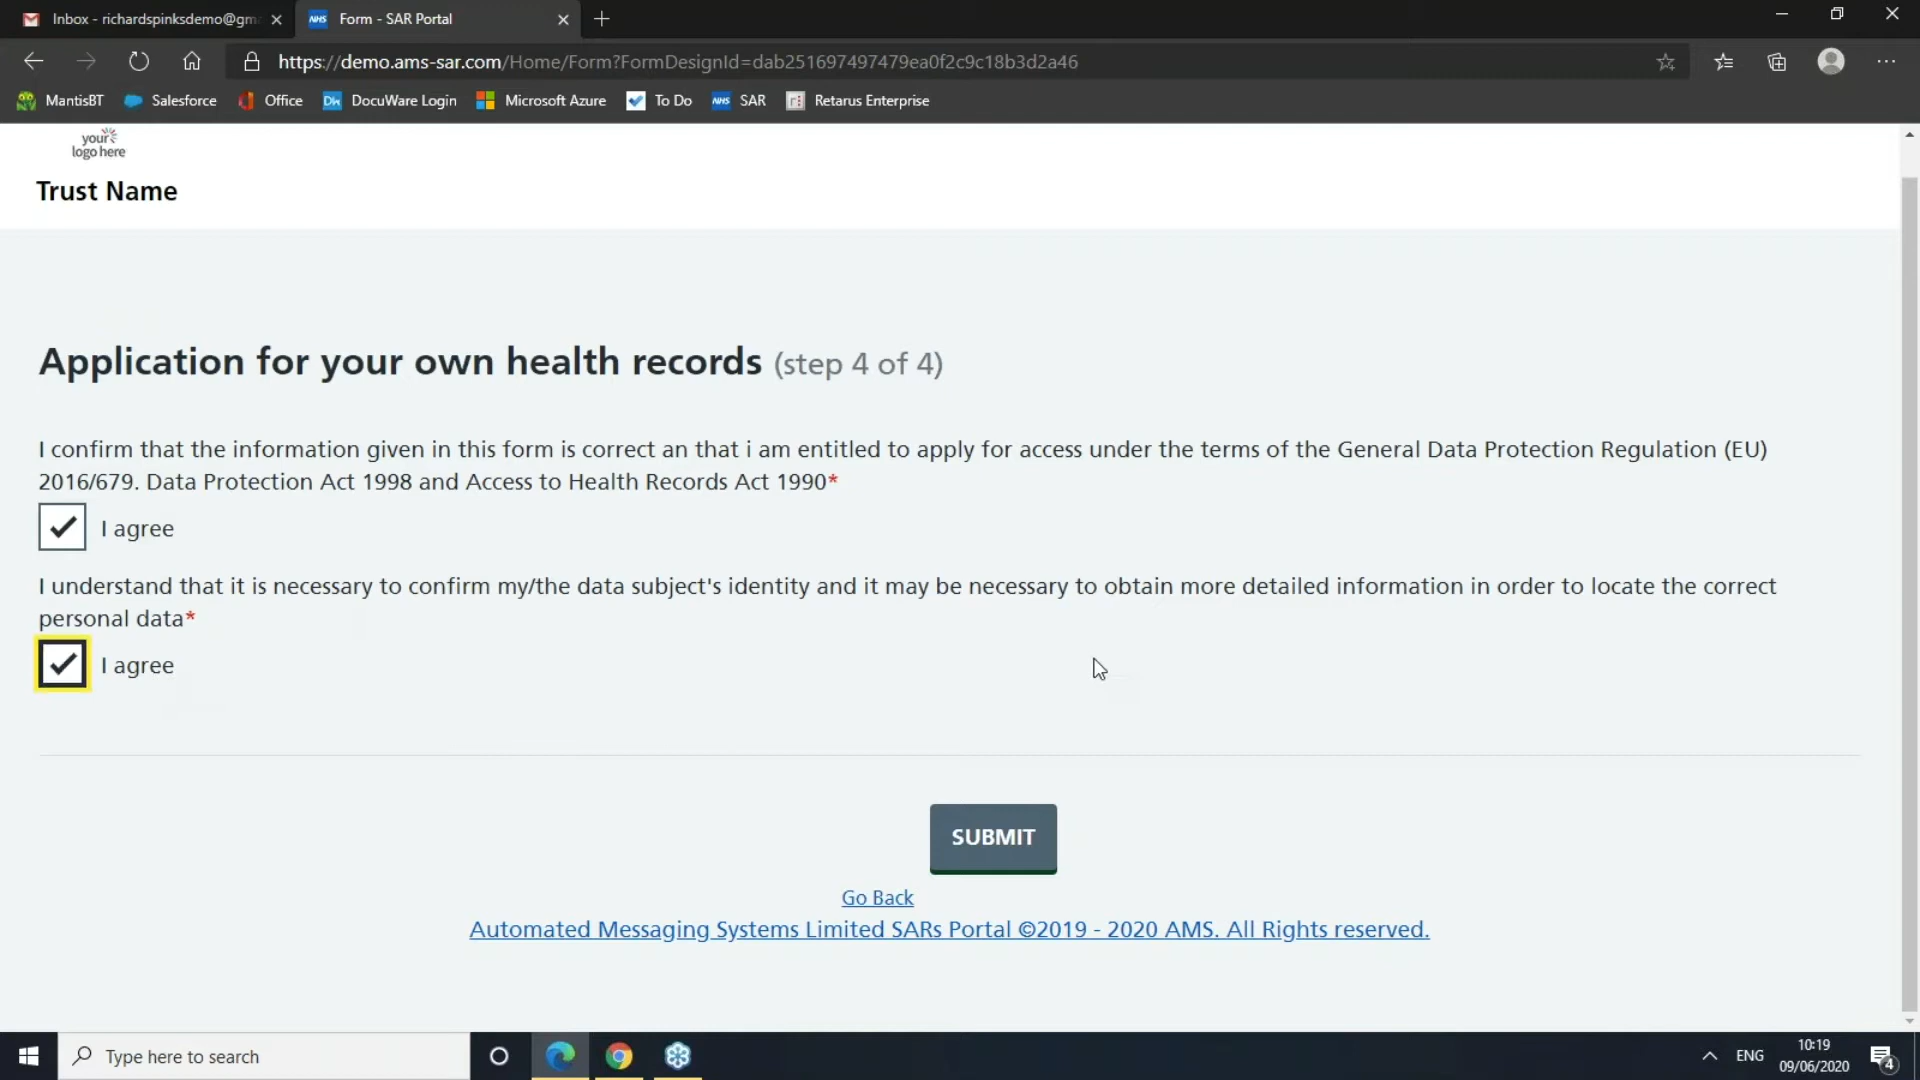 Inbox - richardspinksdemo@gm
Form - SAR Portal
https://demo.ams-sar.com/Home/Form?FormDesignId=dab251697497479ea0f2c9c18b3d2a46
MantisBT
Salesforce
Office
DW
DocuWare Login
Microsoft Azure
To Do
NHS
SAR
Retarus Enterprise
your
logo here
Trust Name
Application for your own health records (step 4 of 4)
I confirm that the information given in this form is correct an that i am entitled to apply for access under the terms of the General Data Protection Regulation (EU)
2016/679. Data Protection Act 1998 and Access to Health Records Act 1990*
I agree
I understand that it is necessary to confirm my/the data subject's identity and it may be necessary to obtain more detailed information in order to locate the correct
personal data*
I agree
SUBMIT
Go Back
Automated Messaging Systems Limited SARs Portal ©2019 - 2020 AMS. All Rights reserved.
Type here to search
ENG
10:19
09/06/2020
4